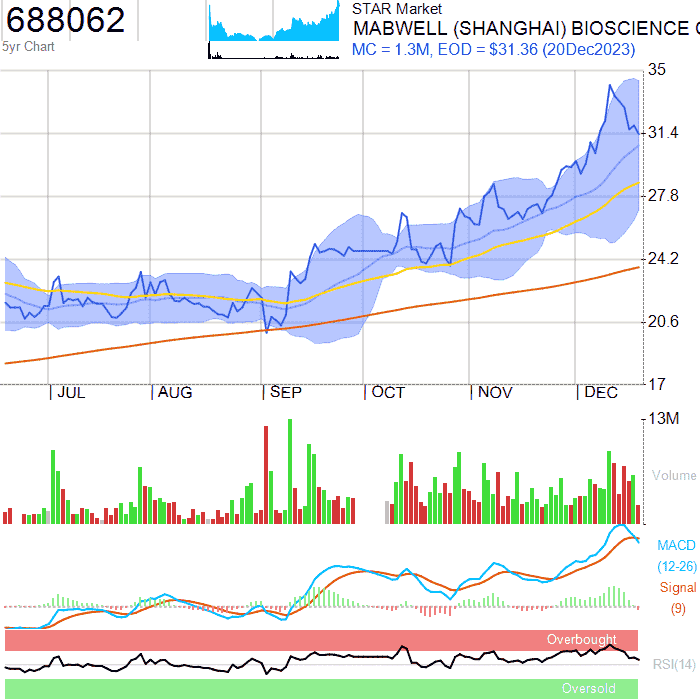 688062
5yr Chart
STAR Market
MABWELL (SHANGHAI) BIOSCIENCE
MC = 1.3M, EOD = $31.36 (20Dec2023)
35
31.4
27.8
24.2
20.6
17
JUL AUG SEP OCT NOV DEC
13M
Volume
MACD
(12-26)
Signal
(9)
Overbought
RSI(14)
Oversold